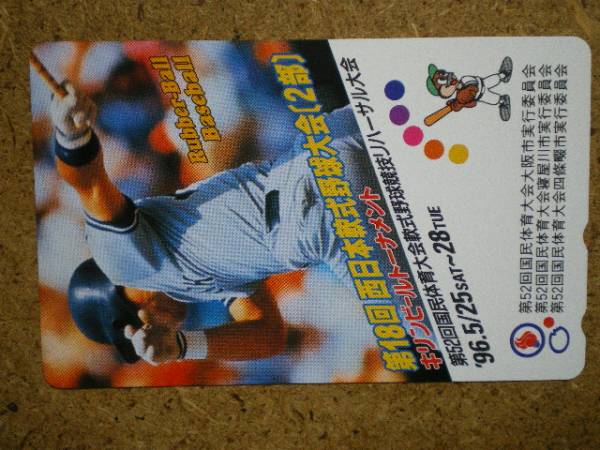 Rubber-Ball
Baseball
第18回西日本軟式野球大会(2部)
キリンビールトーナメント
第52回国民体育大会軟式野球競技リハーサル大会
'96.5/25SAT〜28TUE
第52回国民体育大会大阪市実行委員会
第52回国民体育大会寝屋川市実行委員会
第52回国民体育大会四條畷市実行委員会